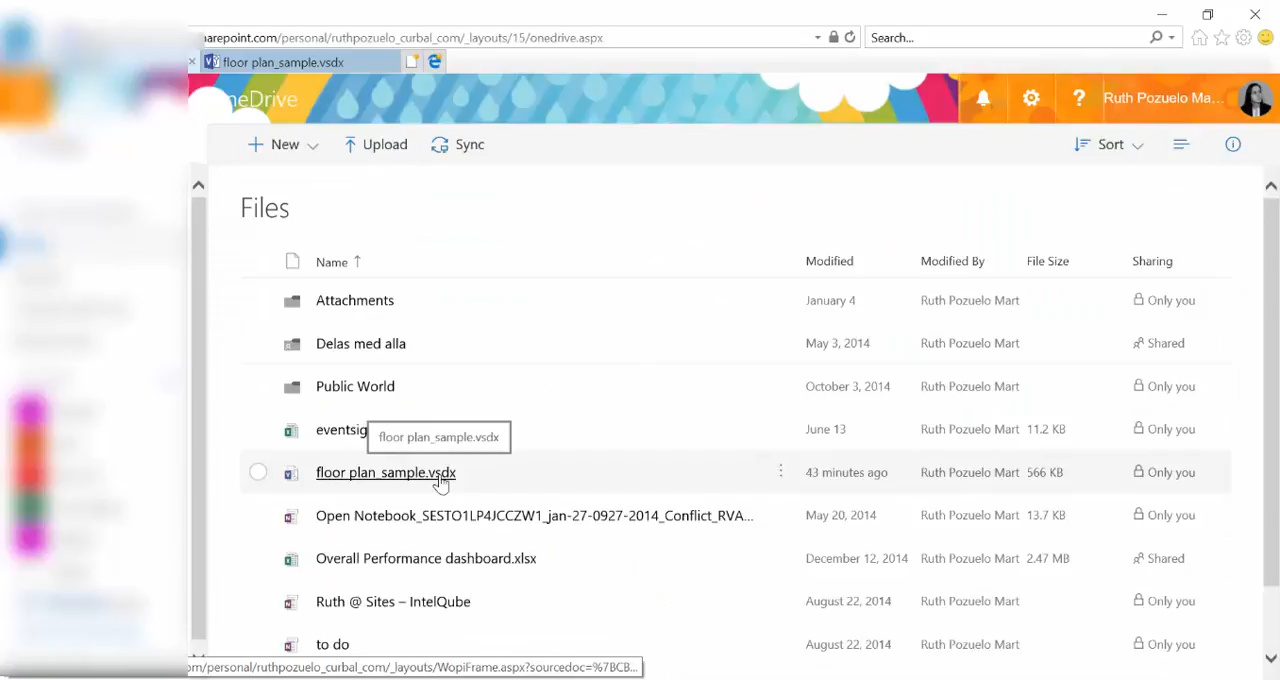 sharepoint.com/personal/ruthpozuelo_curbal_com/_layouts/15/onedrive.aspx
Search...
floor plan_sample.vsdx
neDrive
Ruth Pozuelo Ma...
New Upload Sync Sort
Files
Name Modified Modified By File Size Sharing
Attachments January 4 Ruth Pozuelo Mart Only you
Delas med alla May 3, 2014 Ruth Pozuelo Mart Shared
Public World October 3, 2014 Ruth Pozuelo Mart Only you
eventsig June 13 Ruth Pozuelo Mart 11.2 KB Only you
floor plan_sample.vsdx
floor plan_sample.vsdx 43 minutes ago Ruth Pozuelo Mart 566 KB Only you
Open Notebook_SESTO1LP4JCCZW1_jan-27-0927-2014_Conflict_RVA... May 20, 2014 Ruth Pozuelo Mart 13.7 KB Only you
Overall Performance dashboard.xlsx December 12, 2014 Ruth Pozuelo Mart 2.47 MB Shared
Ruth @ Sites – IntelQube August 22, 2014 Ruth Pozuelo Mart Only you
to do August 22, 2014 Ruth Pozuelo Mart Only you
om/personal/ruthpozuelo_curbal_com/_layouts/WopiFrame.aspx?sourcedoc=%7BCB...